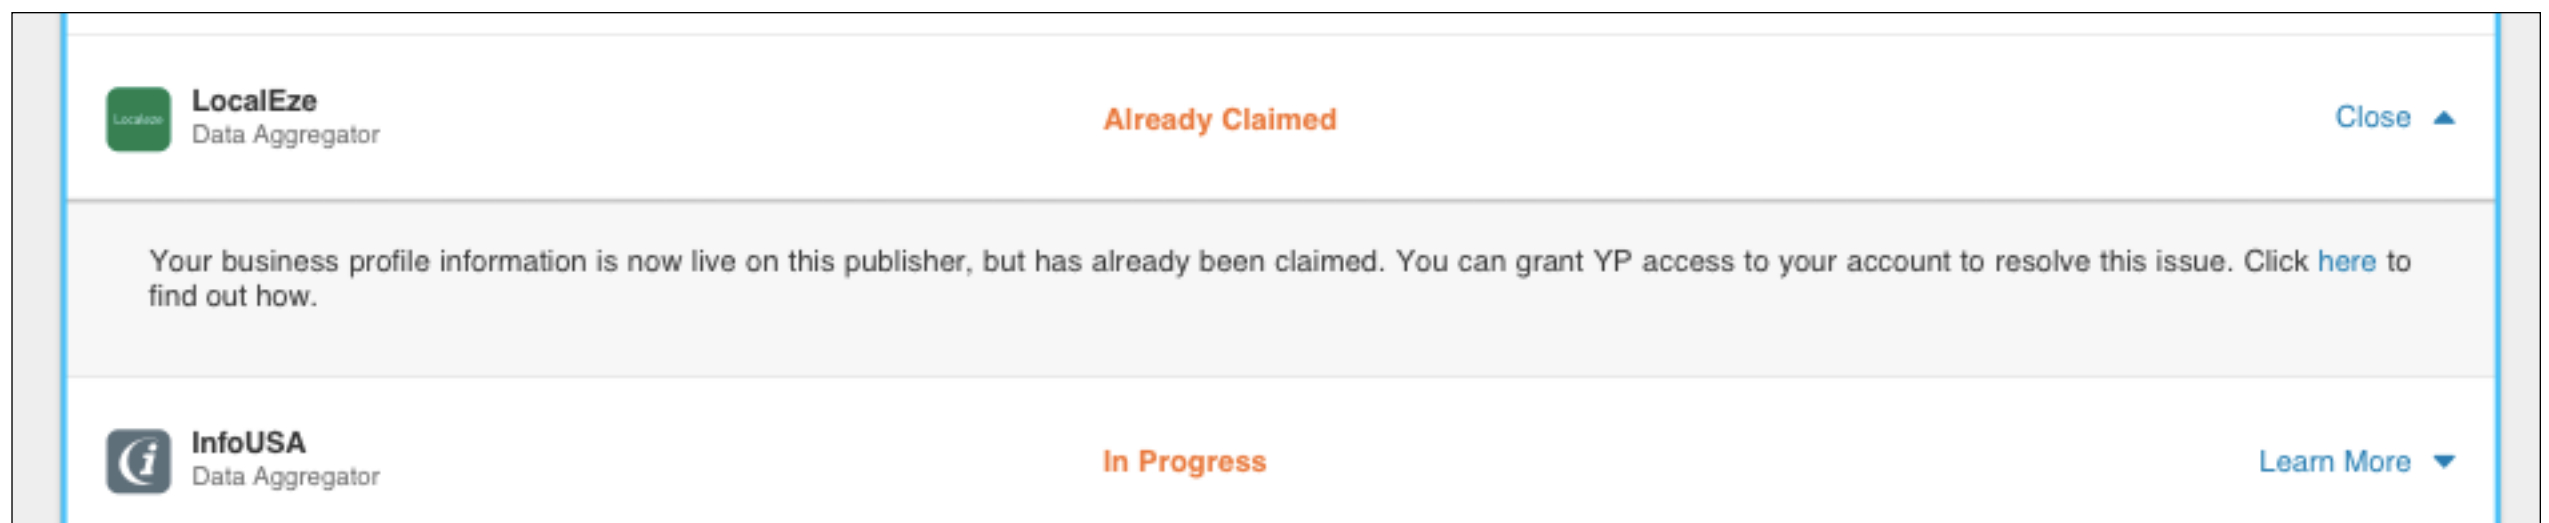 Localeze
LocalEze
Data Aggregator
Already Claimed
Close
Your business profile information is now live on this publisher, but has already been claimed. You can grant YP access to your account to resolve this issue. Click here to
find out how.
i
InfoUSA
Data Aggregator
In Progress
Learn More